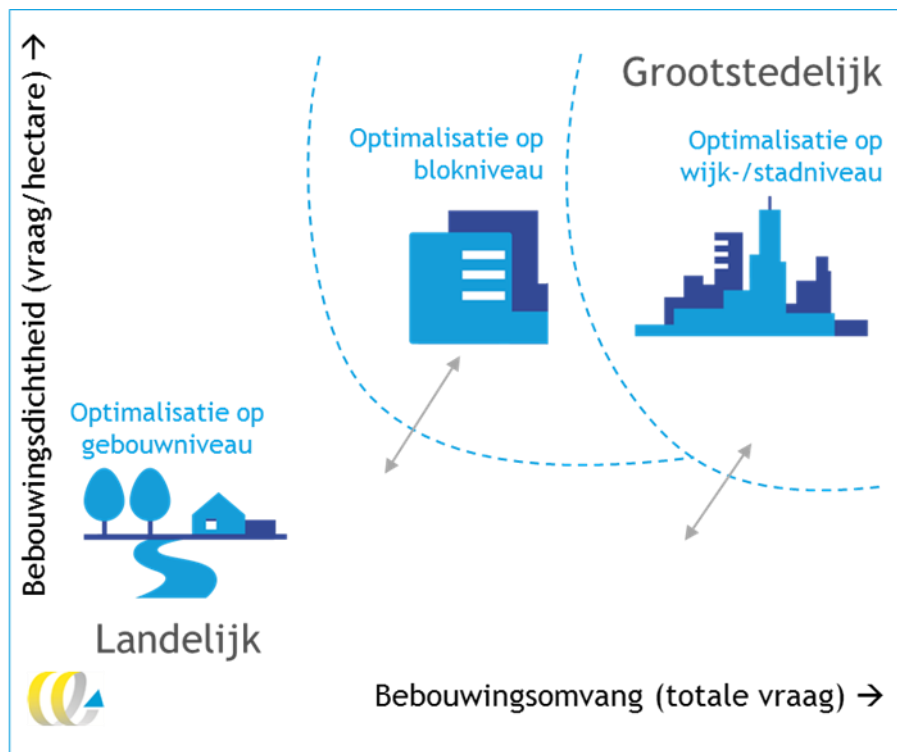 Bebouwingsdichtheid (vraag/hectare) →
Grootstedelijk
Optimalisatie op
blokniveau
Optimalisatie op
wijk-/stadniveau
Optimalisatie op
gebouwniveau
Landelijk
Bebouwingsomvang (totale vraag) →